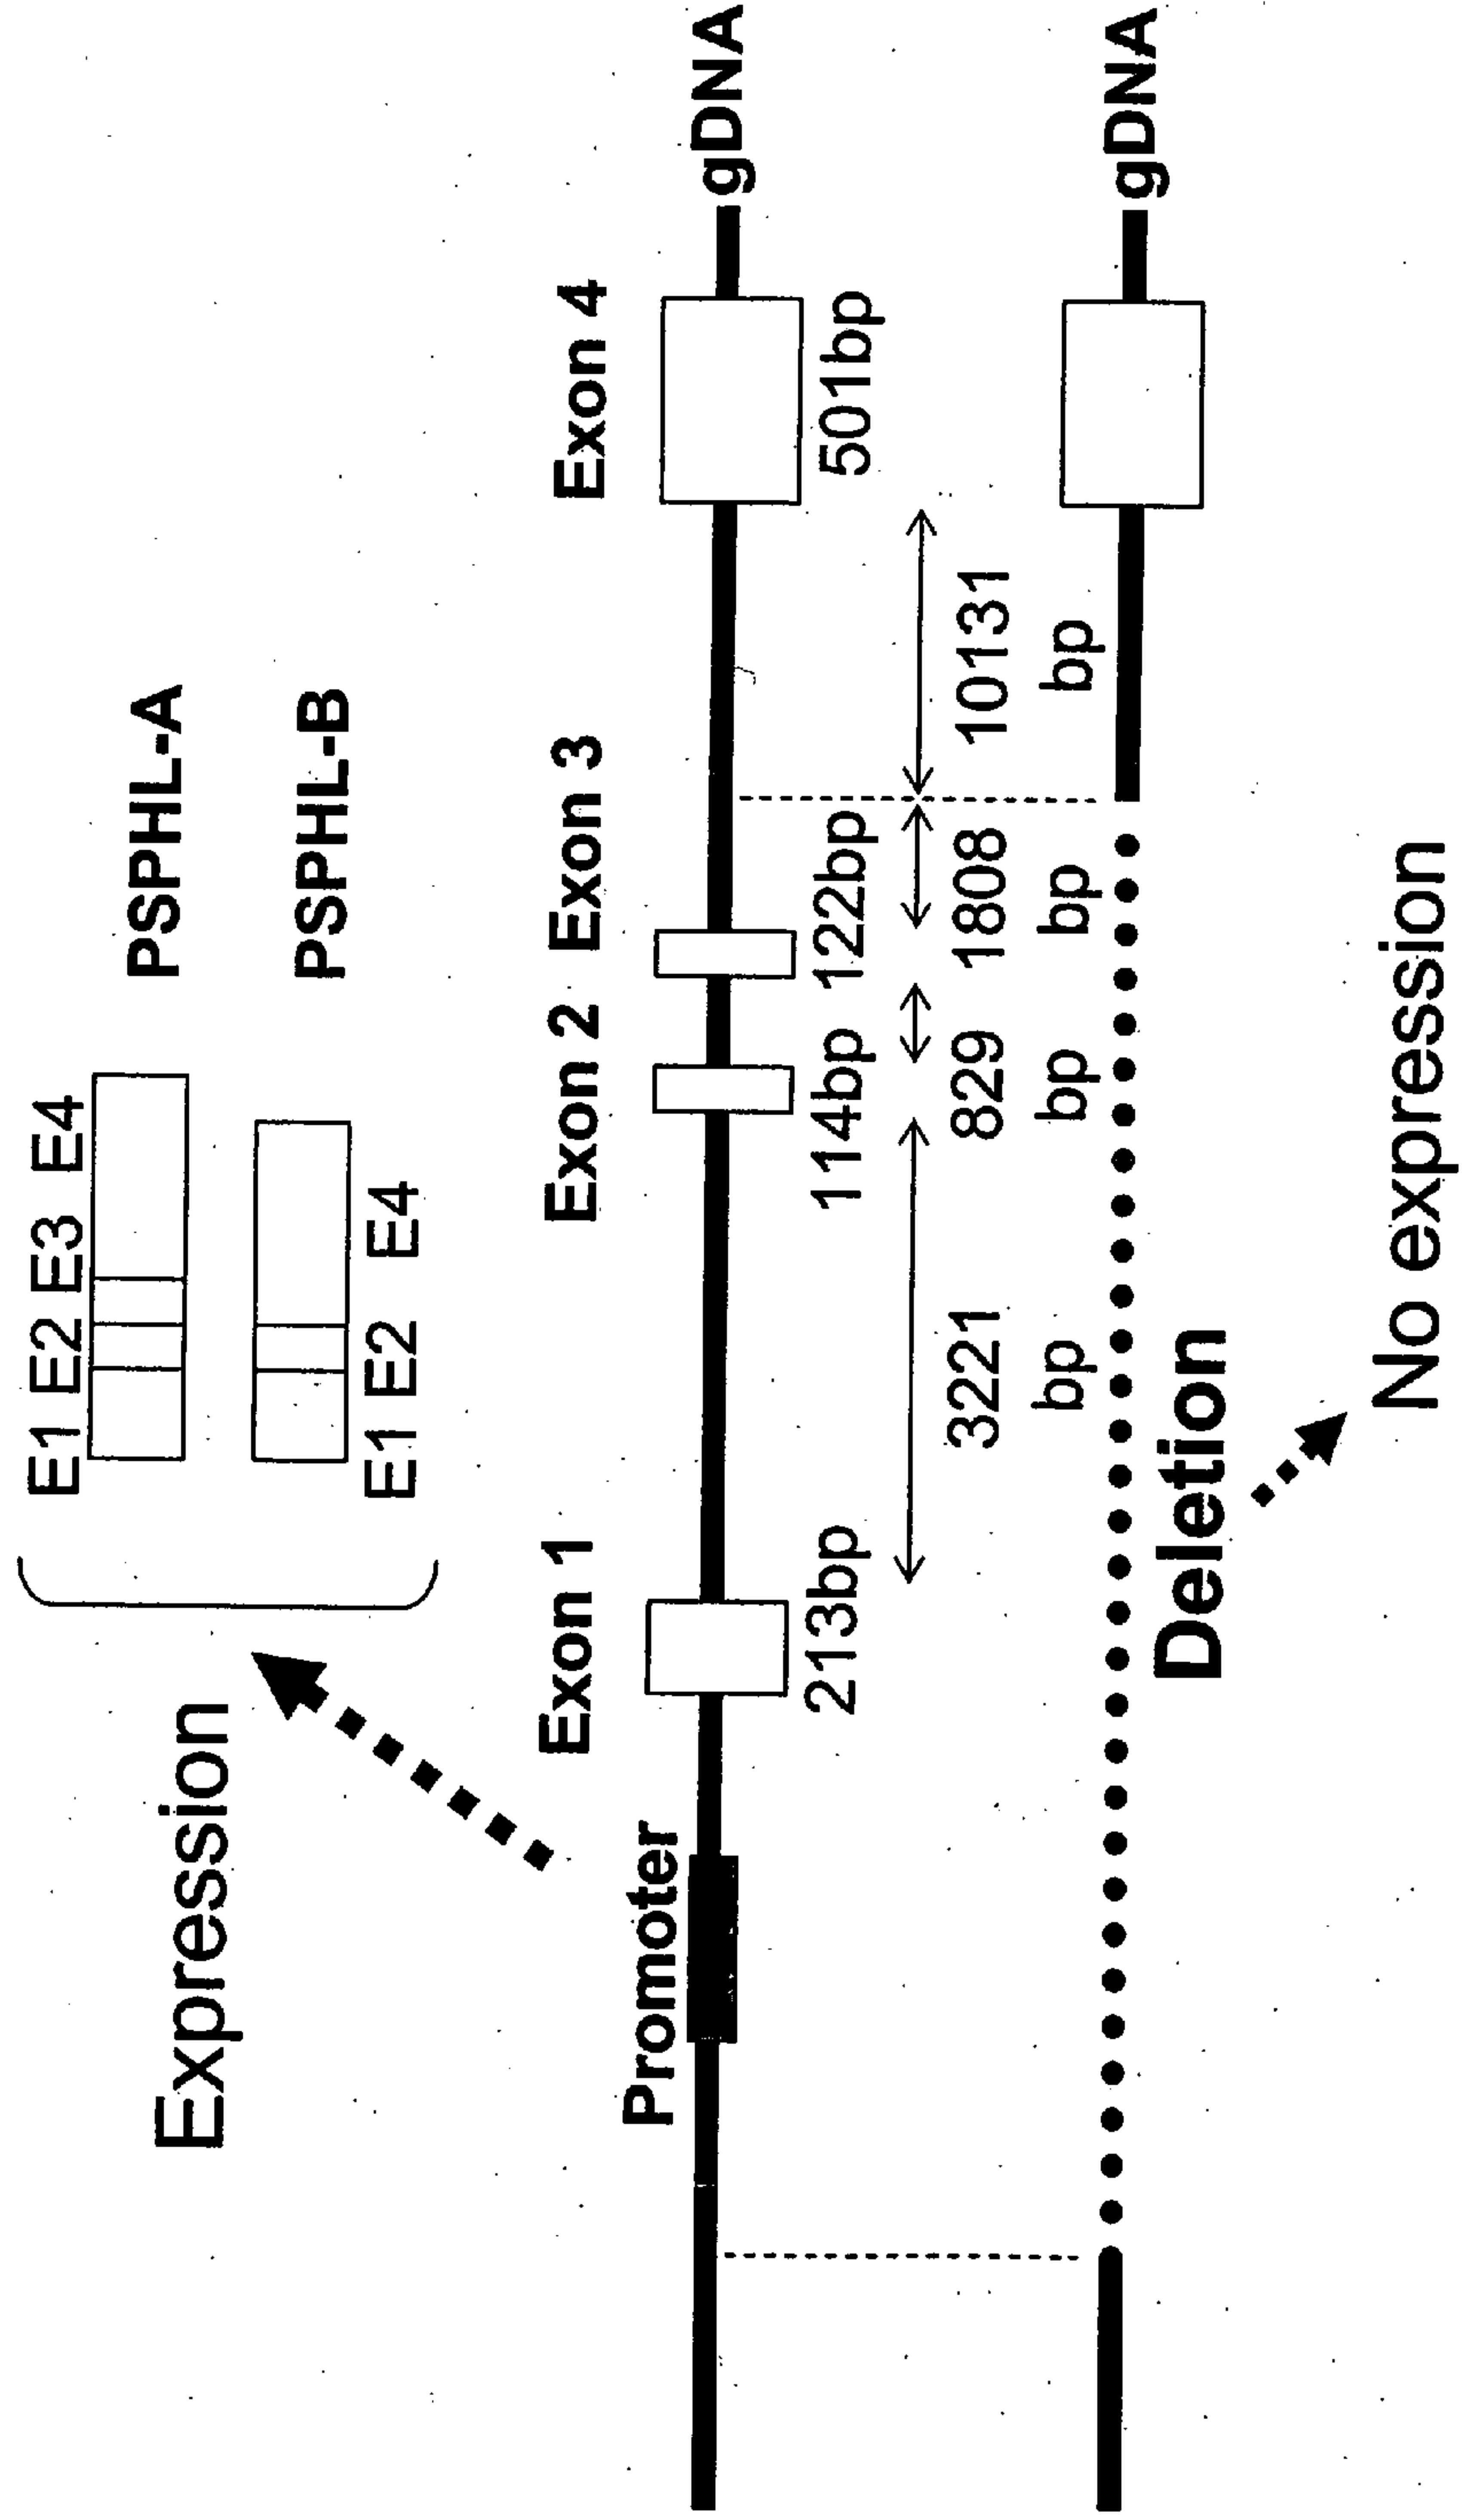 E1 E2 E3 E4
PSPHL-A
Expression
PSPHL-B
E1 E2 E4
Exon 1
Exon 2
Exon 3
Exon 4
Promoter
gDNA
213bp
114bp
122bp
501bp
3221
bp
829
bp
1808
bp
10131
bp
gDNA
Deletion
No expression